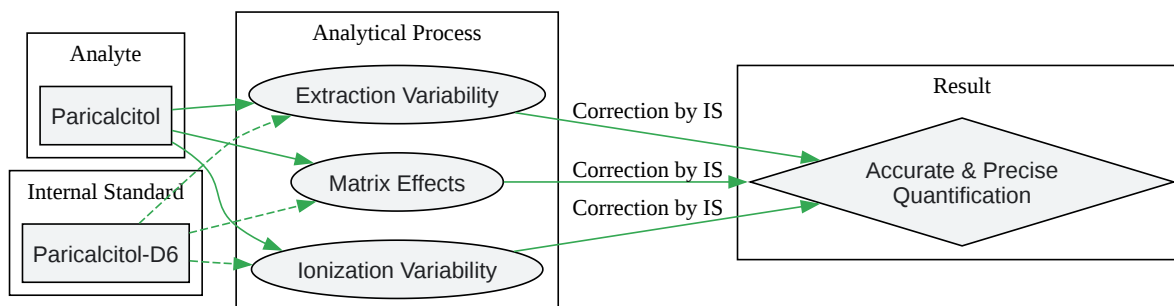 Analyte
Paricalcitol
Internal Standard
Paricalcitol-D6
Analytical Process
Extraction Variability
Matrix Effects
Ionization Variability
Correction by IS
Correction by IS
Correction by IS
Result
Accurate & Precise
Quantification